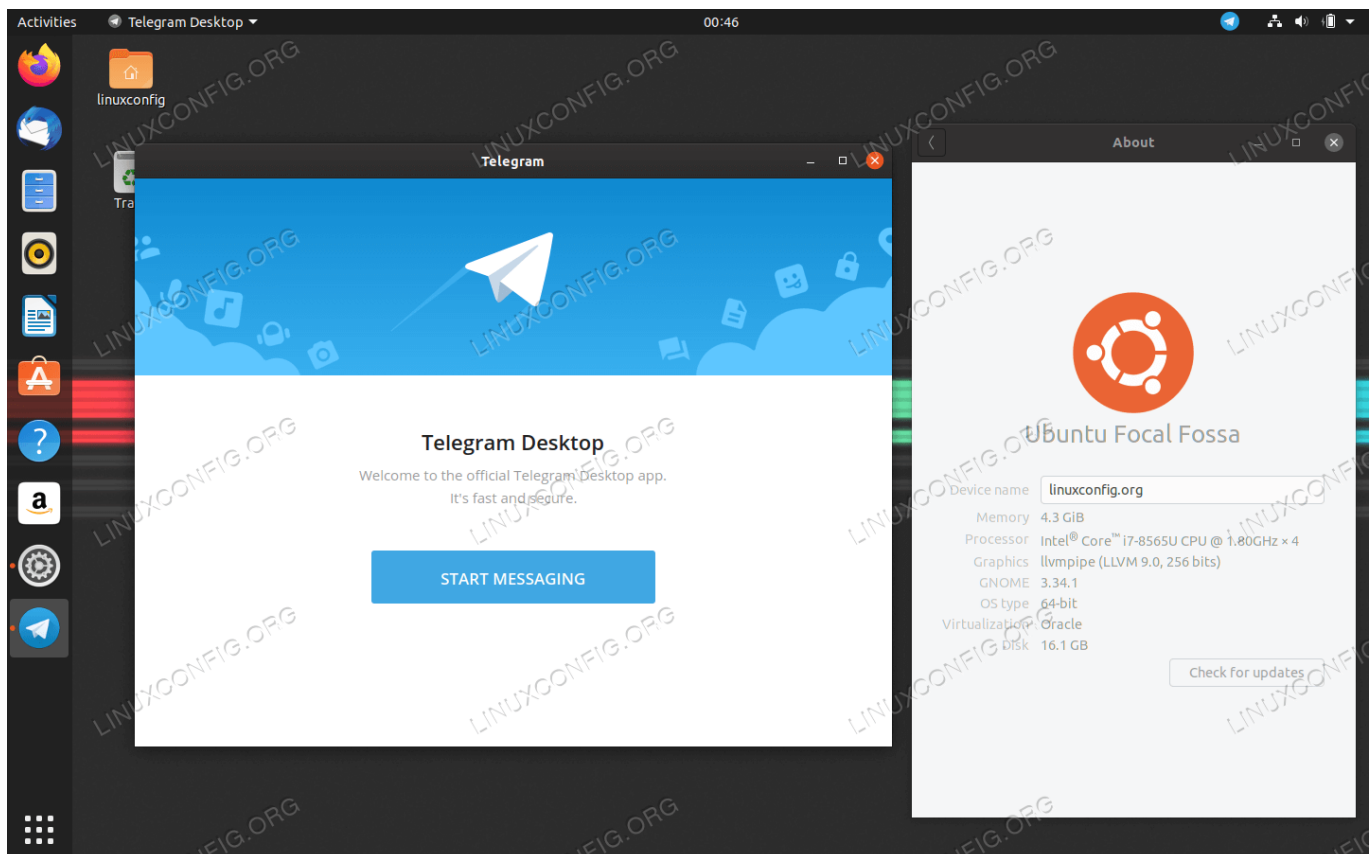 Activities
Telegram Desktop
00:46
linuxconfig
Tra
Telegram
About
Telegram Desktop
Welcome to the official Telegram Desktop app.
It's fast and secure.
START MESSAGING
Ubuntu Focal Fossa
Device name linuxconfig.org
Memory 4.3 GiB
Processor Intel® Core™ i7-8565U CPU @ 1.80GHz × 4
Graphics llvmpipe (LLVM 9.0, 256 bits)
GNOME 3.34.1
OS type 64-bit
Virtualization Oracle
Disk 16.1 GB
Check for updates
LINUXCONFIG.ORG